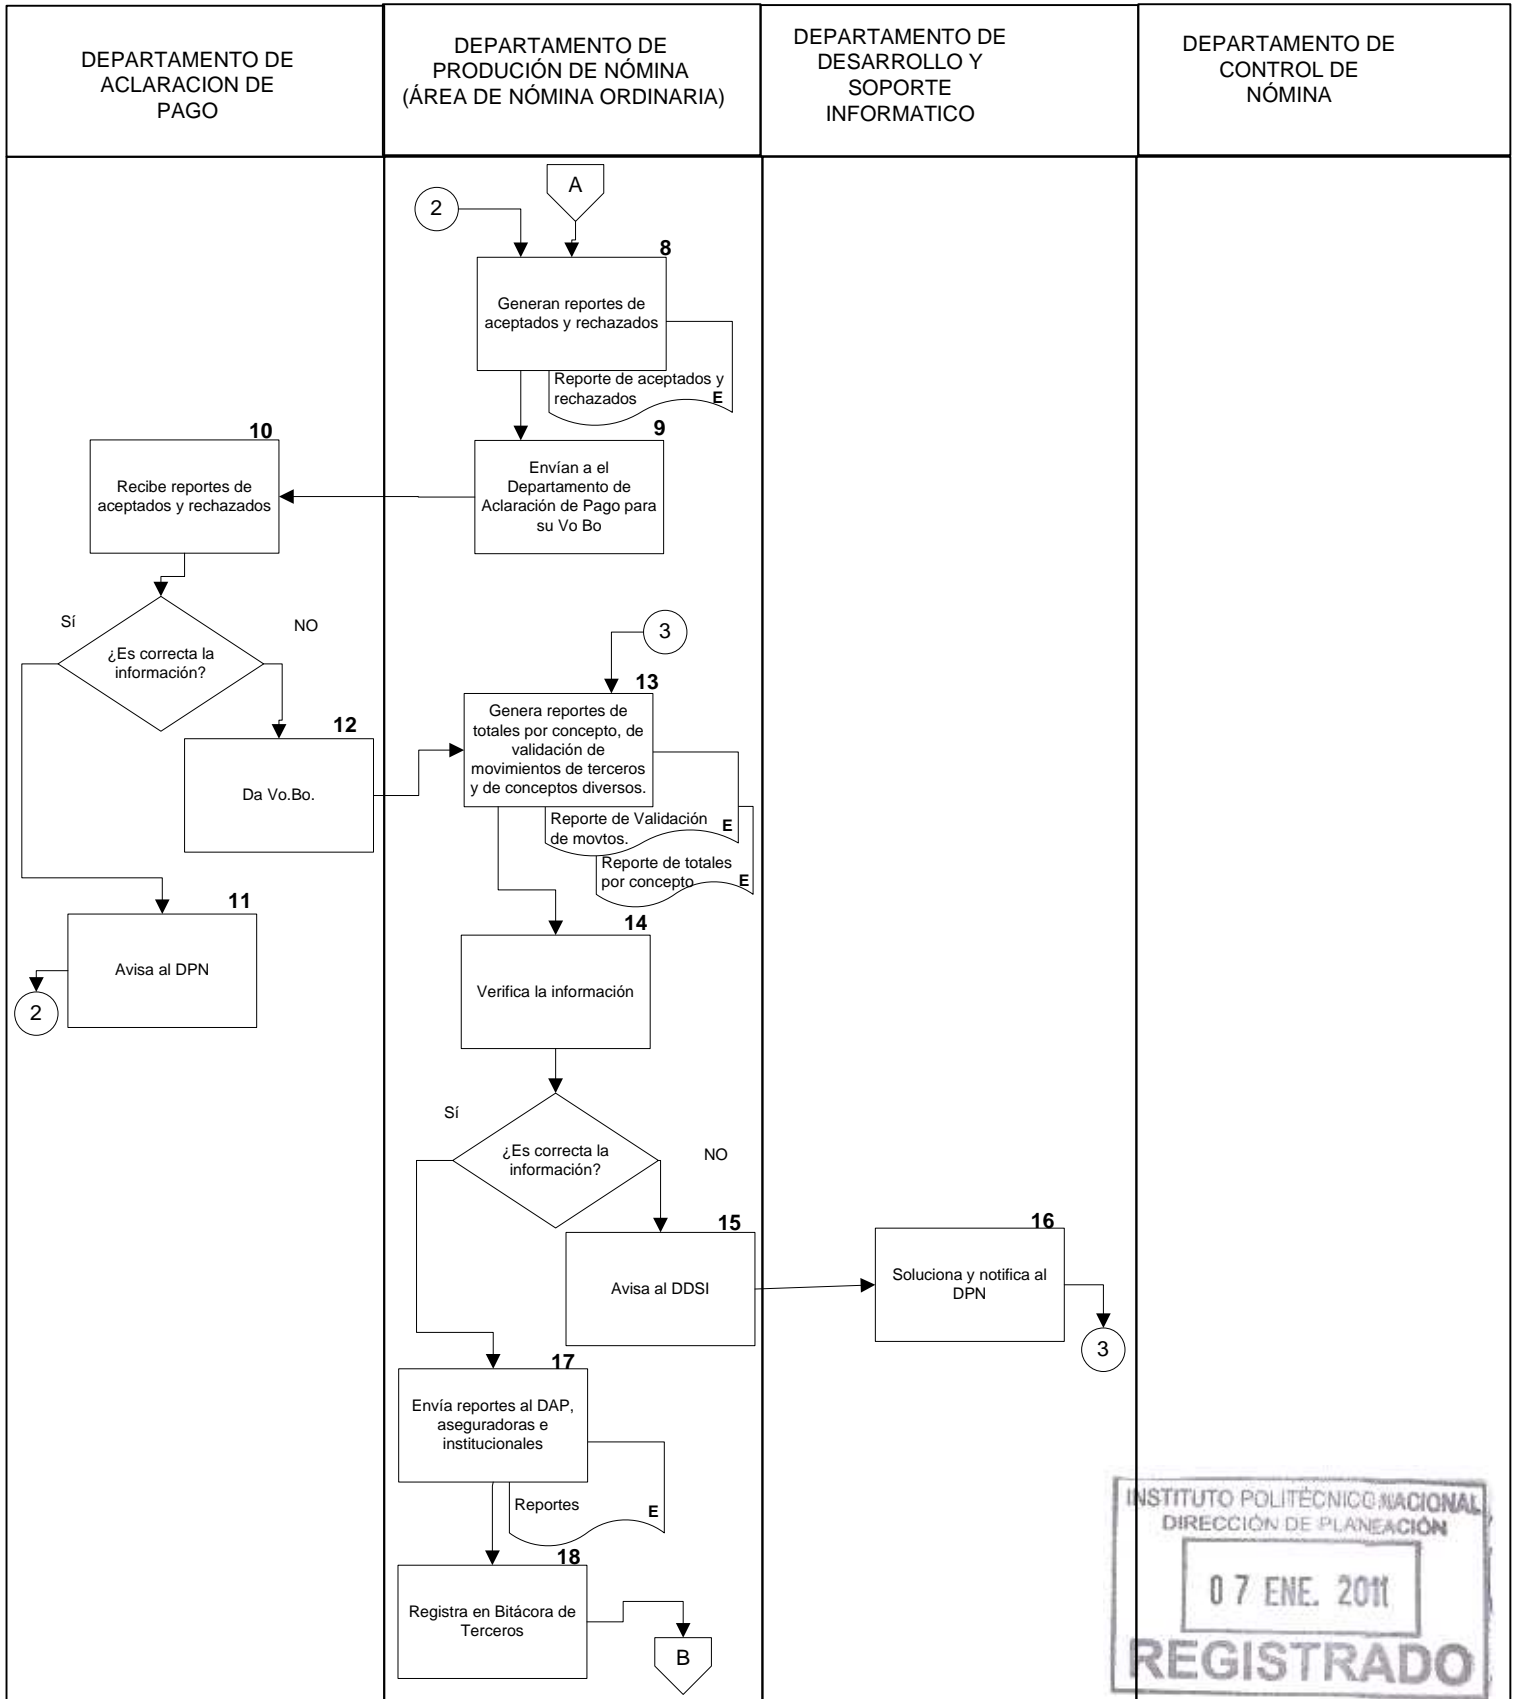 DEPARTAMENTO DE
ACLARACION DE
PAGO
DEPARTAMENTO DE
PRODUCIÓN DE NÓMINA
(ÁREA DE NÓMINA ORDINARIA)
DEPARTAMENTO DE
DESARROLLO Y
SOPORTE
INFORMATICO
DEPARTAMENTO DE
CONTROL DE
NÓMINA
A
2
8
Generan reportes de
aceptados y rechazados
Reporte de aceptados y
rechazados E
9
Envían a el
Departamento de
Aclaración de Pago para
su Vo Bo
10
Recibe reportes de
aceptados y rechazados
Sí
NO
¿Es correcta la
información?
12
Da Vo.Bo.
11
Avisa al DPN
2
3
13
Genera reportes de
totales por concepto, de
validación de
movimientos de terceros
y de conceptos diversos.
Reporte de Validación
de movtos. E
Reporte de totales
por concepto E
14
Verifica la información
Sí
NO
¿Es correcta la
información?
15
Avisa al DDSI
16
Soluciona y notifica al
DPN
3
17
Envía reportes al DAP,
aseguradoras e
institucionales
Reportes E
18
Registra en Bitácora de
Terceros
B
INSTITUTO POLITÉCNICO NACIONAL
DIRECCIÓN DE PLANEACIÓN
07 ENE. 2011
REGISTRADO